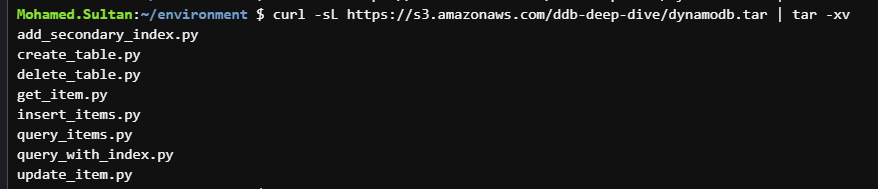 Mohamed.Sultan:~/environment $ curl -sL https://s3.amazonaws.com/ddb-deep-dive/dynamodb.tar | tar -xv
add_secondary_index.py
create_table.py
delete_table.py
get_item.py
insert_items.py
query_items.py
query_with_index.py
update_item.py